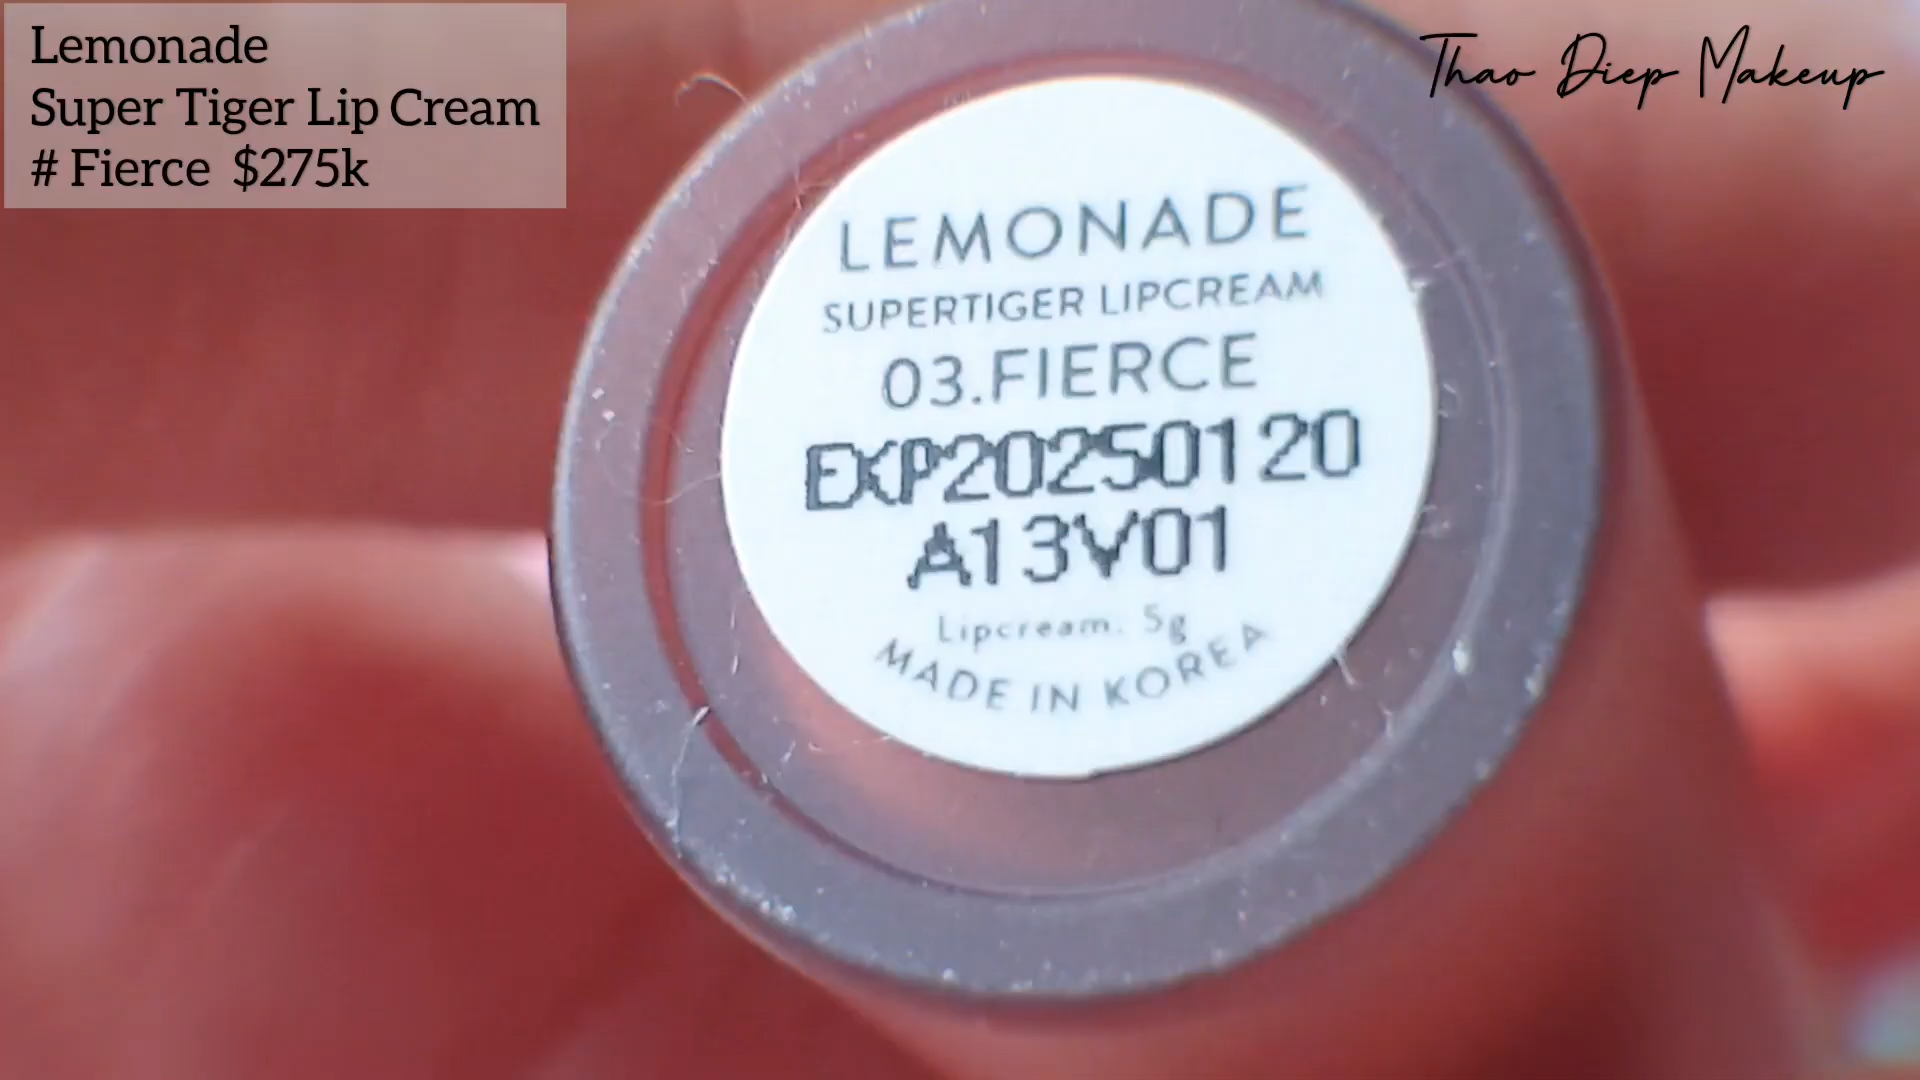 Lemonade
Super Tiger Lip Cream
# Fierce $275k
Thao Diep Makeup
LEMONADE
SUPERTIGER LIPCREAM
03.FIERCE
EXP20250120
A13V01
Lipcream. 5g
MADE IN KOREA